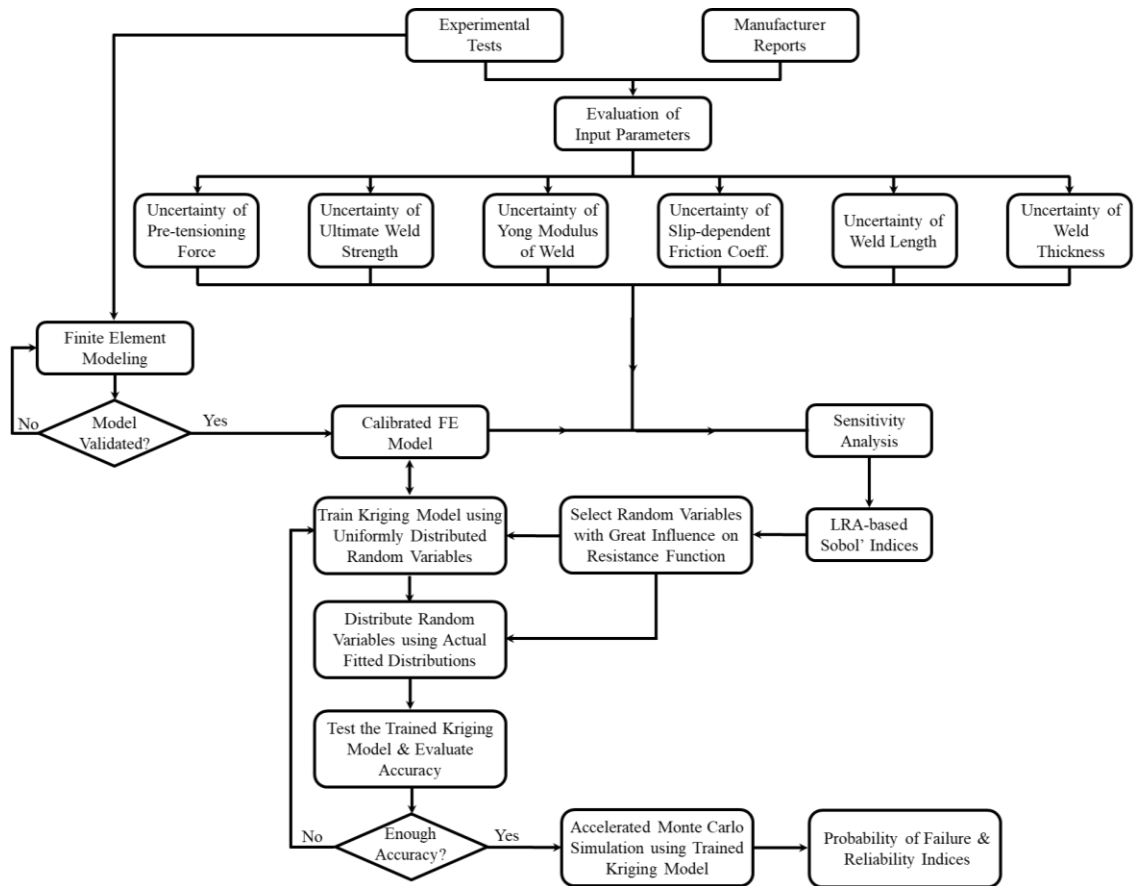 Experimental
Tests
Manufacturer
Reports
Evaluation of
Input Parameters
Uncertainty of
Pre-tensioning
Force
Uncertainty of
Ultimate Weld
Strength
Uncertainty of
Yong Modulus
of Weld
Uncertainty of
Slip-dependent
Friction Coeff.
Uncertainty of
Weld Length
Uncertainty of
Weld
Thickness
Finite Element
Modeling
No
Model
Validated?
Yes
Calibrated FE
Model
Sensitivity
Analysis
Train Kriging Model using
Uniformly Distributed
Random Variables
Select Random Variables
with Great Influence on
Resistance Function
LRA-based
Sobol’ Indices
Distribute Random
Variables using Actual
Fitted Distributions
Test the Trained Kriging
Model & Evaluate
Accuracy
No
Enough
Accuracy?
Yes
Accelerated Monte Carlo
Simulation using Trained
Kriging Model
Probability of Failure &
Reliability Indices